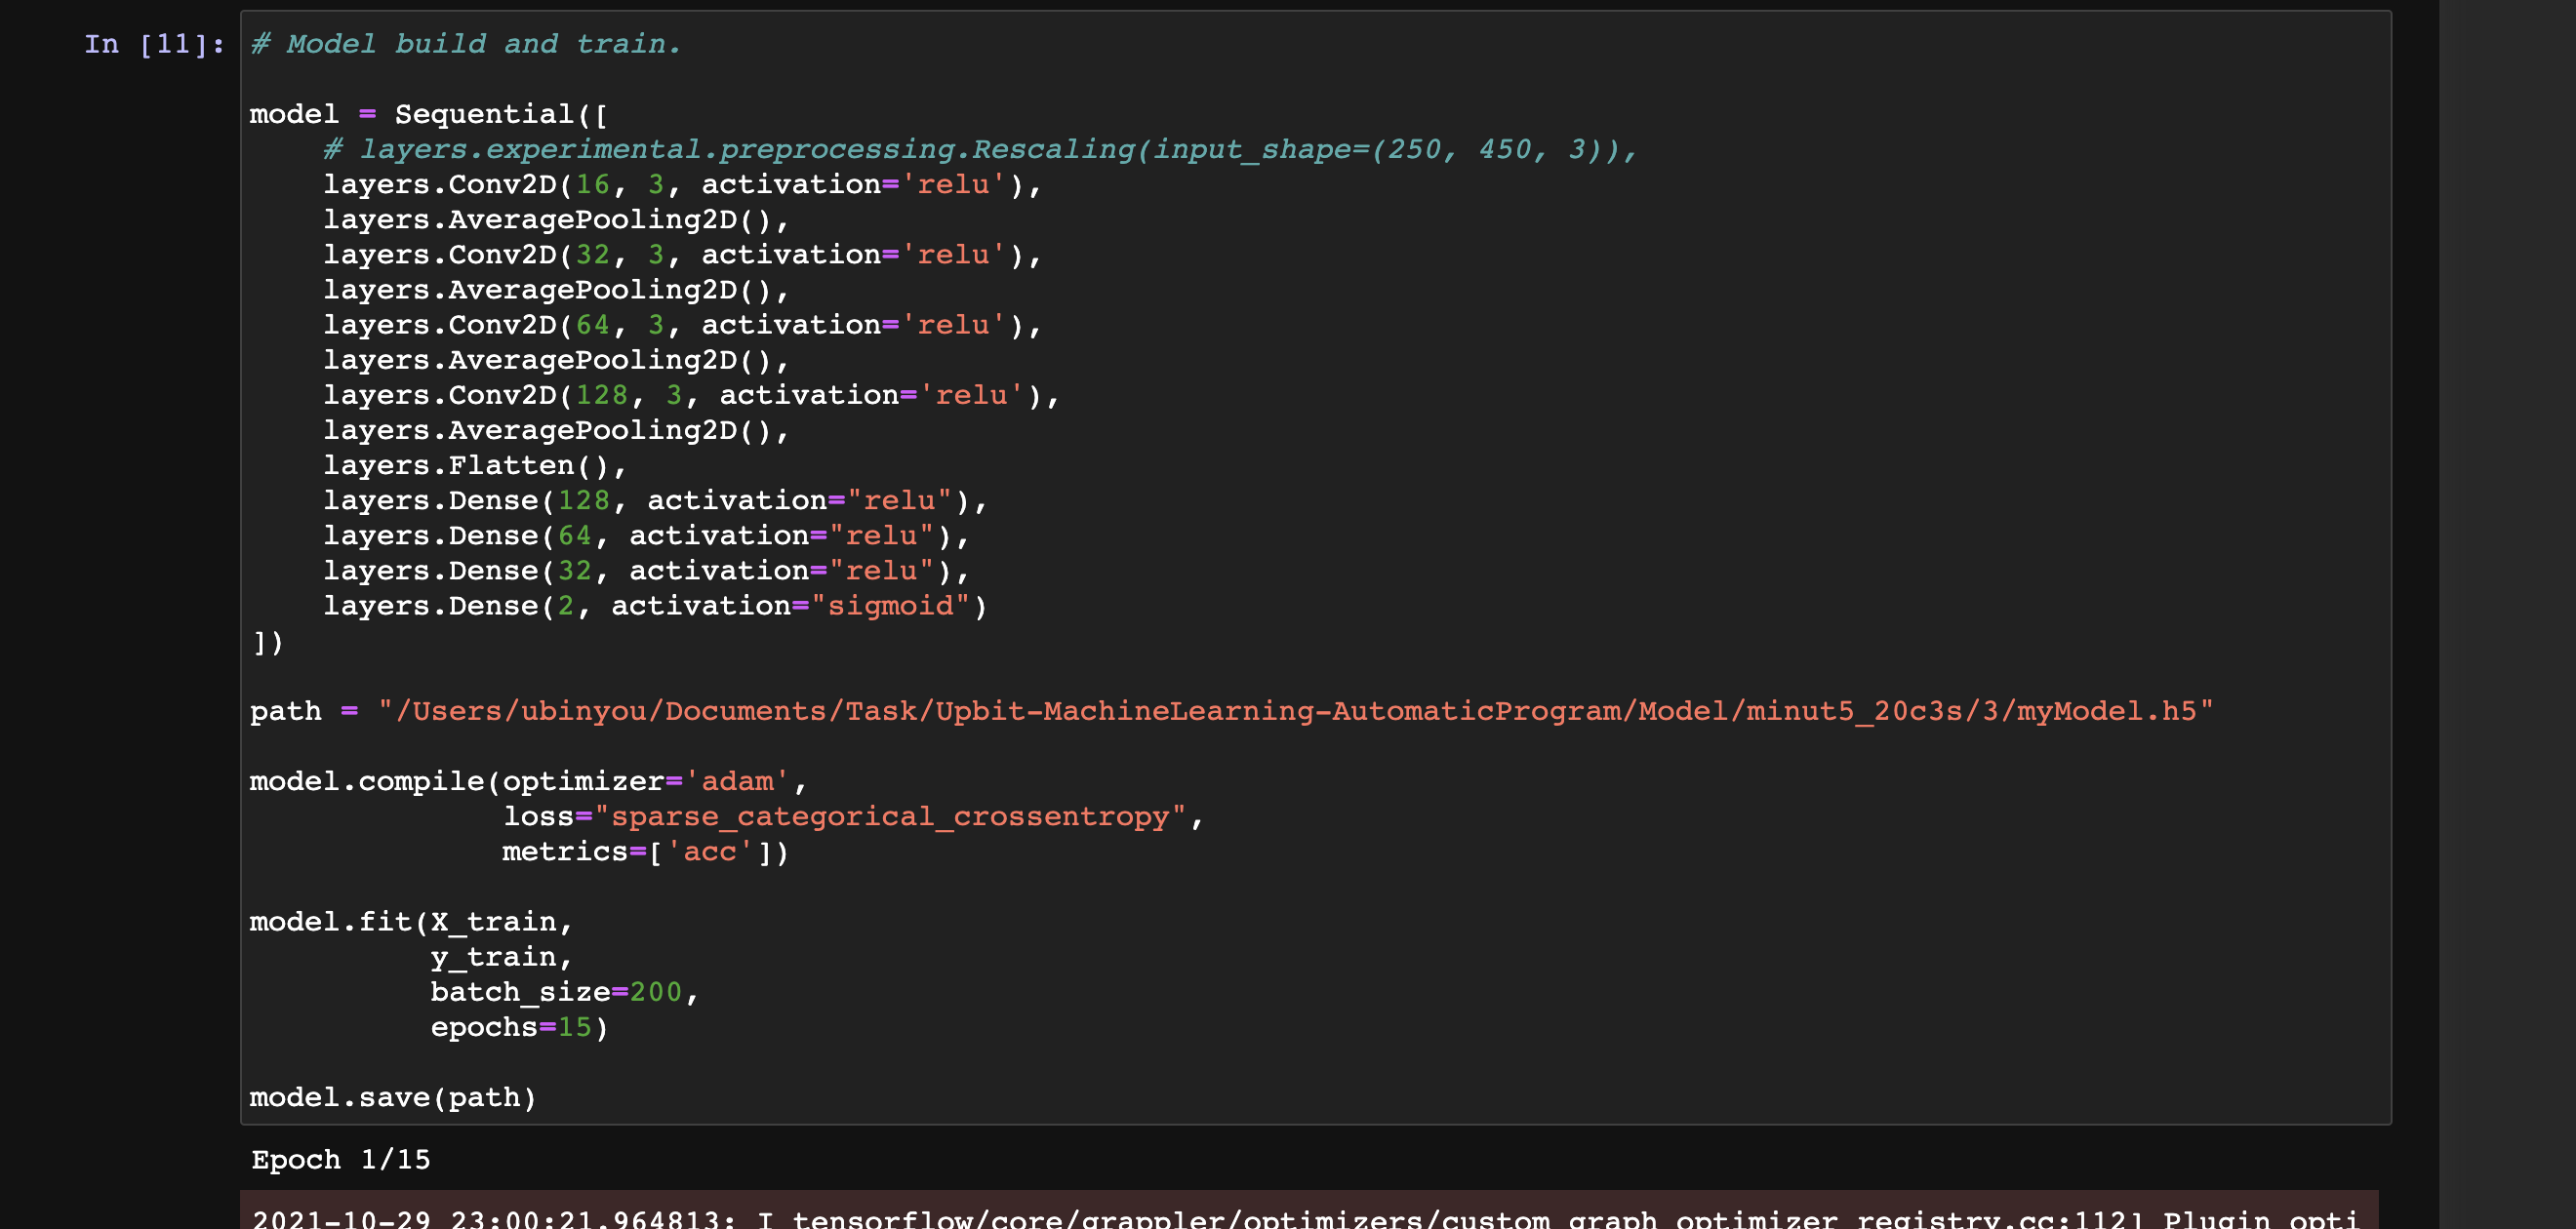 In [11]:
# Model build and train.
model = Sequential([
# layers.experimental.preprocessing.Rescaling(input_shape=(250, 450, 3)),
layers.Conv2D(16, 3, activation='relu'),
layers.AveragePooling2D(),
layers.Conv2D(32, 3, activation='relu'),
layers.AveragePooling2D(),
layers.Conv2D(64, 3, activation='relu'),
layers.AveragePooling2D(),
layers.Conv2D(128, 3, activation='relu'),
layers.AveragePooling2D(),
layers.Flatten(),
layers.Dense(128, activation="relu"),
layers.Dense(64, activation="relu"),
layers.Dense(32, activation="relu"),
layers.Dense(2, activation="sigmoid")
])
path = "/Users/ubinyou/Documents/Task/Upbit-MachineLearning-AutomaticProgram/Model/minut5_20c3s/3/myModel.h5"
model.compile(optimizer='adam',
loss="sparse_categorical_crossentropy",
metrics=['acc'])
model.fit(X_train,
y_train,
batch_size=200,
epochs=15)
model.save(path)
Epoch 1/15
2021-10-29 23:00:21.964813: I tensorflow/core/grappler/optimizers/custom_graph_optimizer_registry.cc:112] Plugin opti